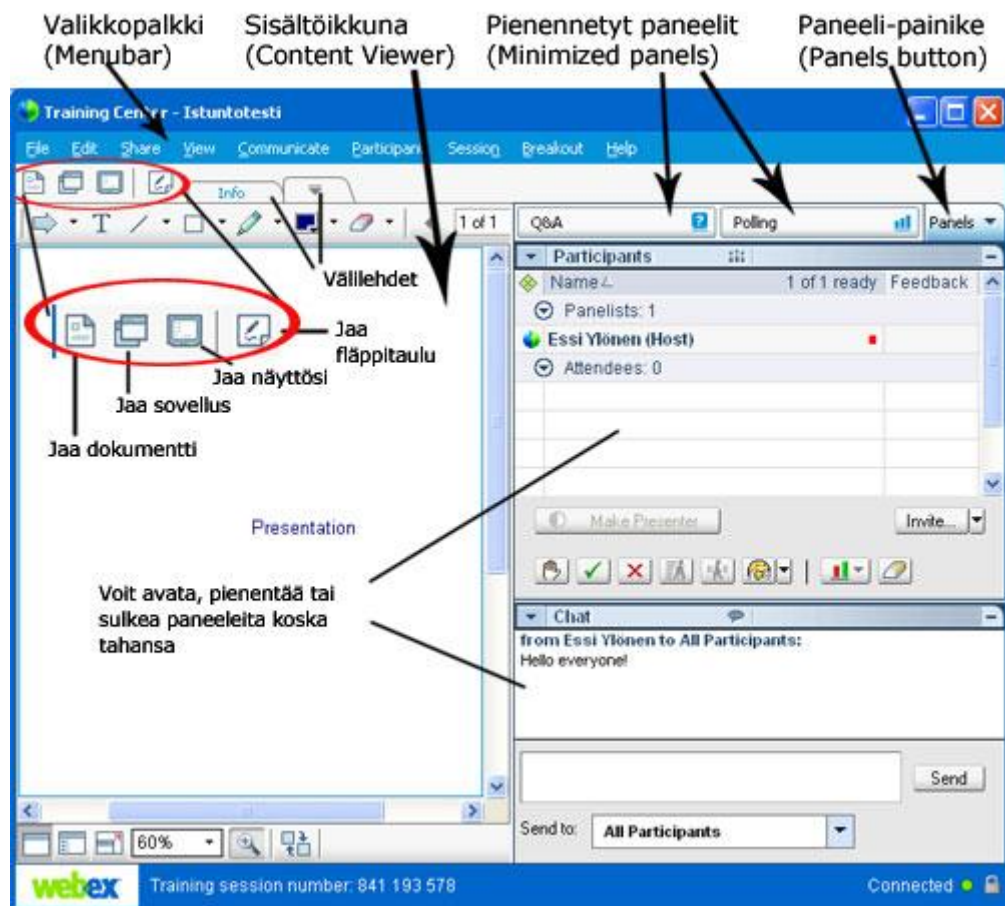 Valikkopalkki
(Menubar)
Sisältöikkuna
(Content Viewer)
Pienennetyt paneelit
(Minimized panels)
Paneeli-painike
(Panels button)
Training Center - Istuntotesti
File Edit Share View Communicate Participant Session Breakout Help
Info
T
1 of 1
Q&A
?
Polling
Panels
Välilehdet
Jaa
fläppitaulu
Jaa näyttösi
Jaa sovellus
Jaa dokumentti
Presentation
Voit avata, pienentää tai
sulkea paneeleita koska
tahansa
Participants
Name 1 of 1 ready Feedback
Panelists: 1
Essi Ylönen (Host)
Attendees: 0
Make Presenter
Invite...
Chat
from Essi Ylönen to All Participants:
Hello everyone!
Send
Send to: All Participants
60%
webex Training session number: 841 193 578 Connected